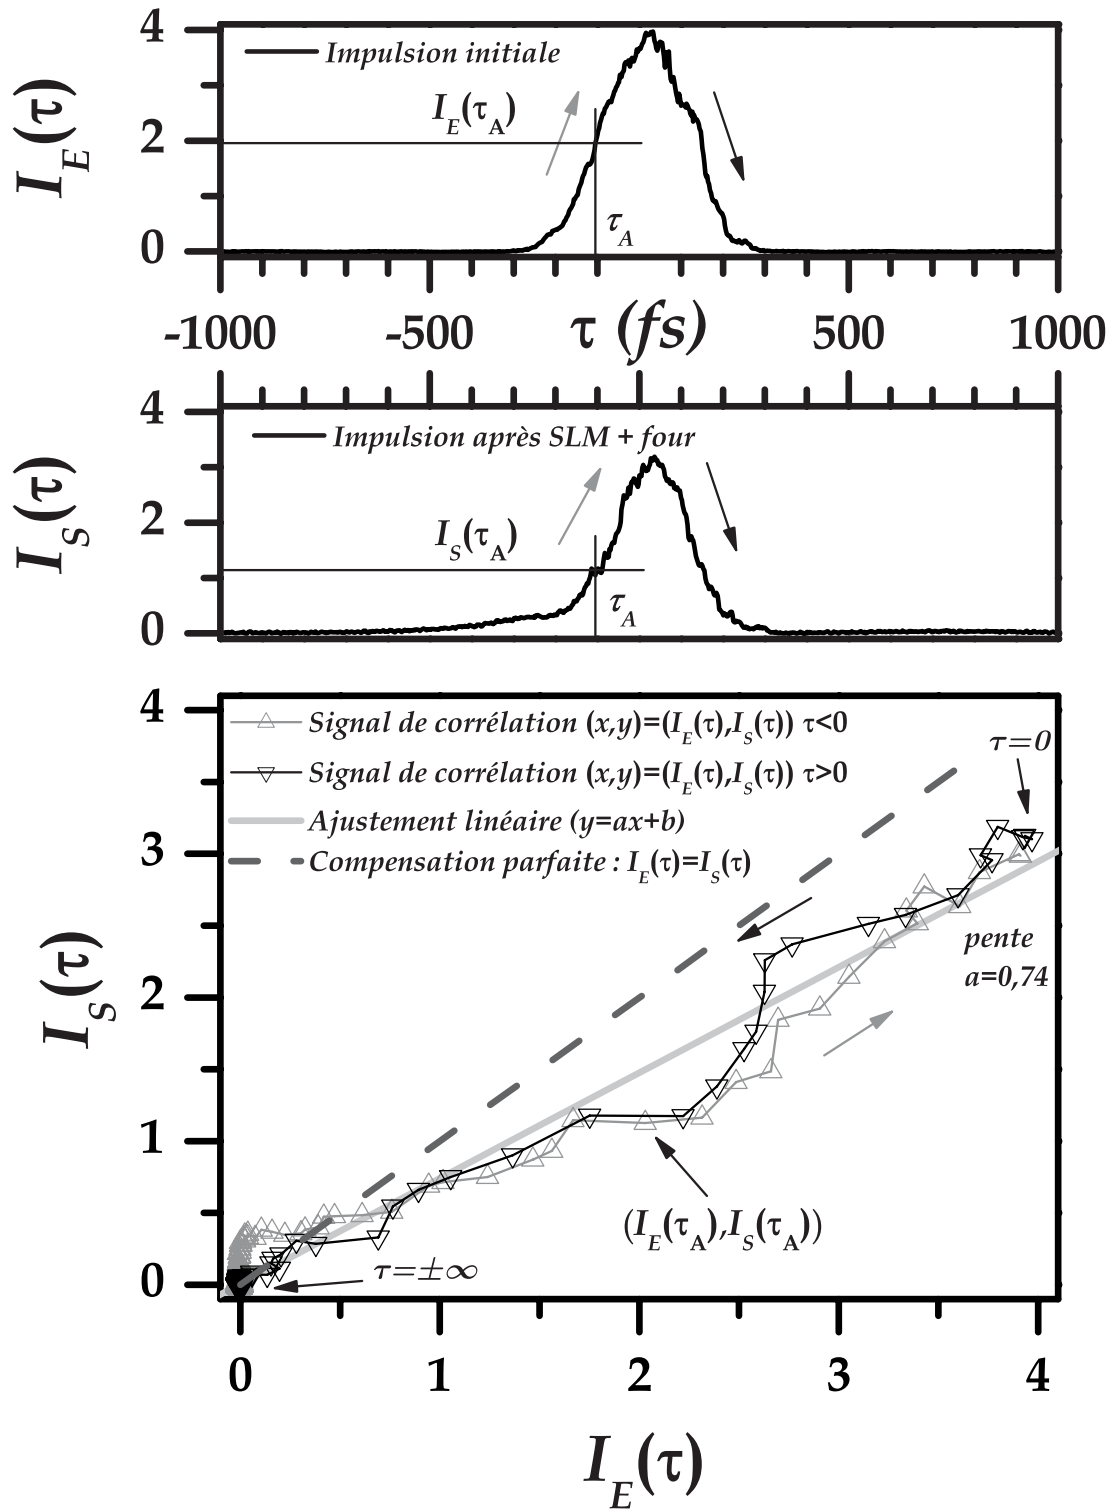 4
2
0
I_E(τ)
Impulsion initiale
I_E(τ_A)
τ_A
-1000 -500 τ (fs) 500 1000
4
2
0
I_S(τ)
Impulsion après SLM + four
I_S(τ_A)
τ_A
4
3
2
1
0
I_S(τ)
Signal de corrélation (x,y)=(I_E(τ),I_S(τ)) τ<0
Signal de corrélation (x,y)=(I_E(τ),I_S(τ)) τ>0
Ajustement linéaire (y=ax+b)
Compensation parfaite : I_E(τ)=I_S(τ)
τ=0
pente
a=0,74
(I_E(τ_A),I_S(τ_A))
τ=±∞
0 1 2 3 4
I_E(τ)